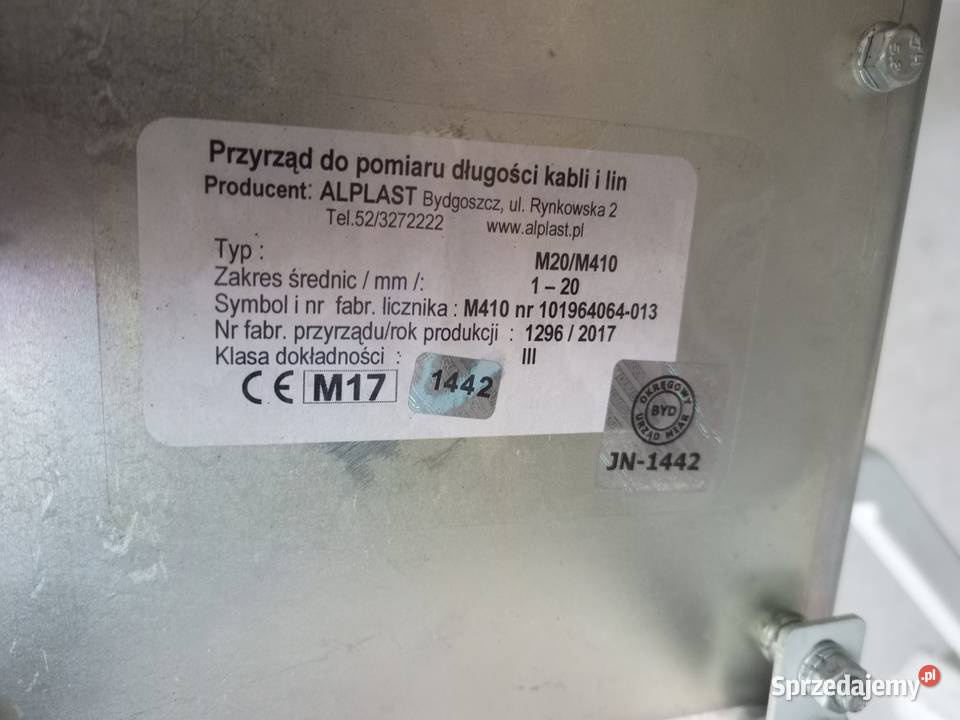 Przyrząd do pomiaru długości kabli i lin
Producent: ALPLAST Bydgoszcz, ul. Rynkowska 2
Tel.52/3272222 www.alplast.pl
Typ : M20/M410
Zakres średnic / mm /: 1 – 20
Symbol i nr fabr. licznika : M410 nr 101964064-013
Nr fabr. przyrządu/rok produkcji : 1296 / 2017
Klasa dokładności : III
CE M17 1442
OKRĘGOWY URZĄD MIAR
BYD
JN-1442
Sprzedajemy.pl